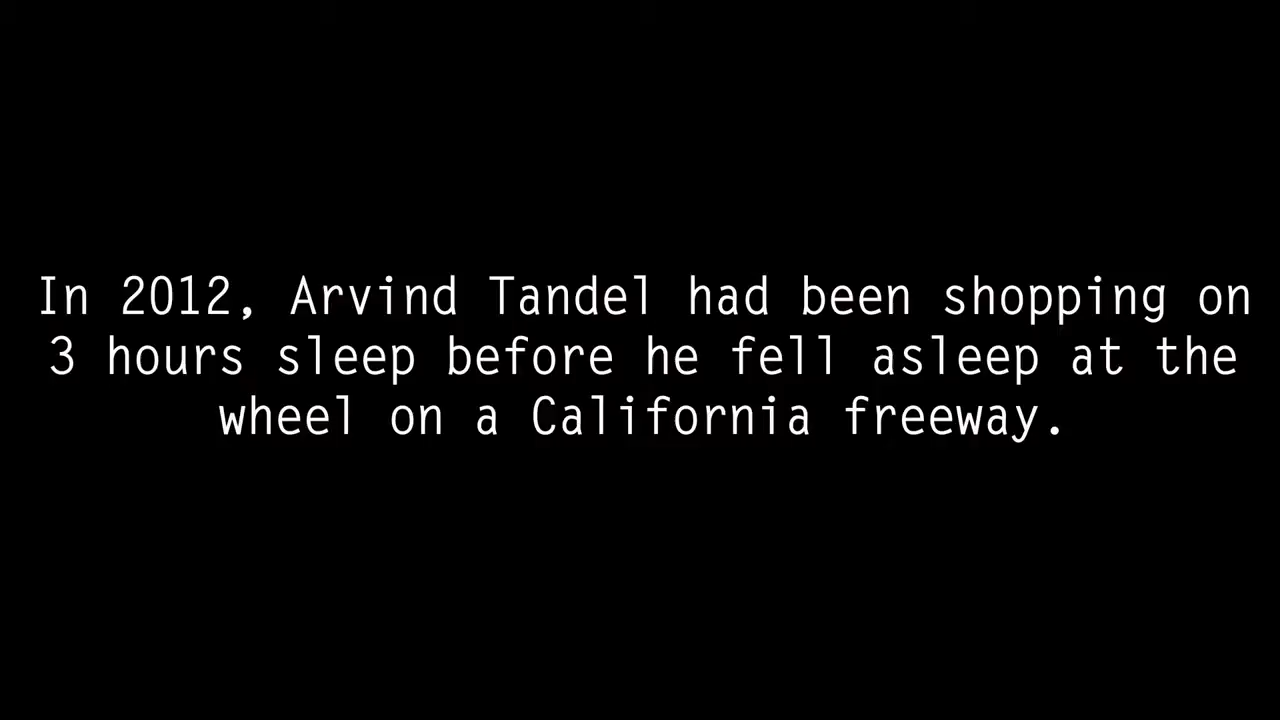 In 2012, Arvind Tandel had been shopping on
3 hours sleep before he fell asleep at the
wheel on a California freeway.